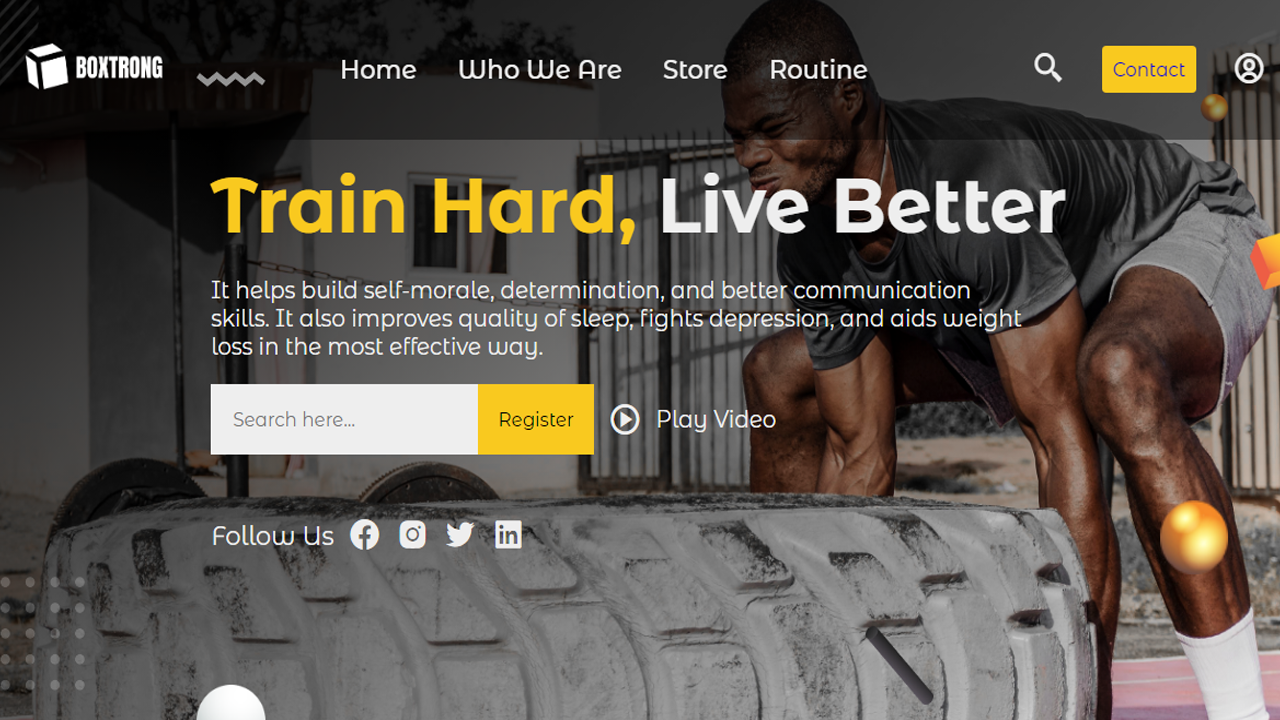 BOXTRONG
Home Who We Are Store Routine
Contact
Train Hard, Live Better
It helps build self-morale, determination, and better communication
skills. It also improves quality of sleep, fights depression, and aids weight
loss in the most effective way.
Search here...
Register
Play Video
Follow Us